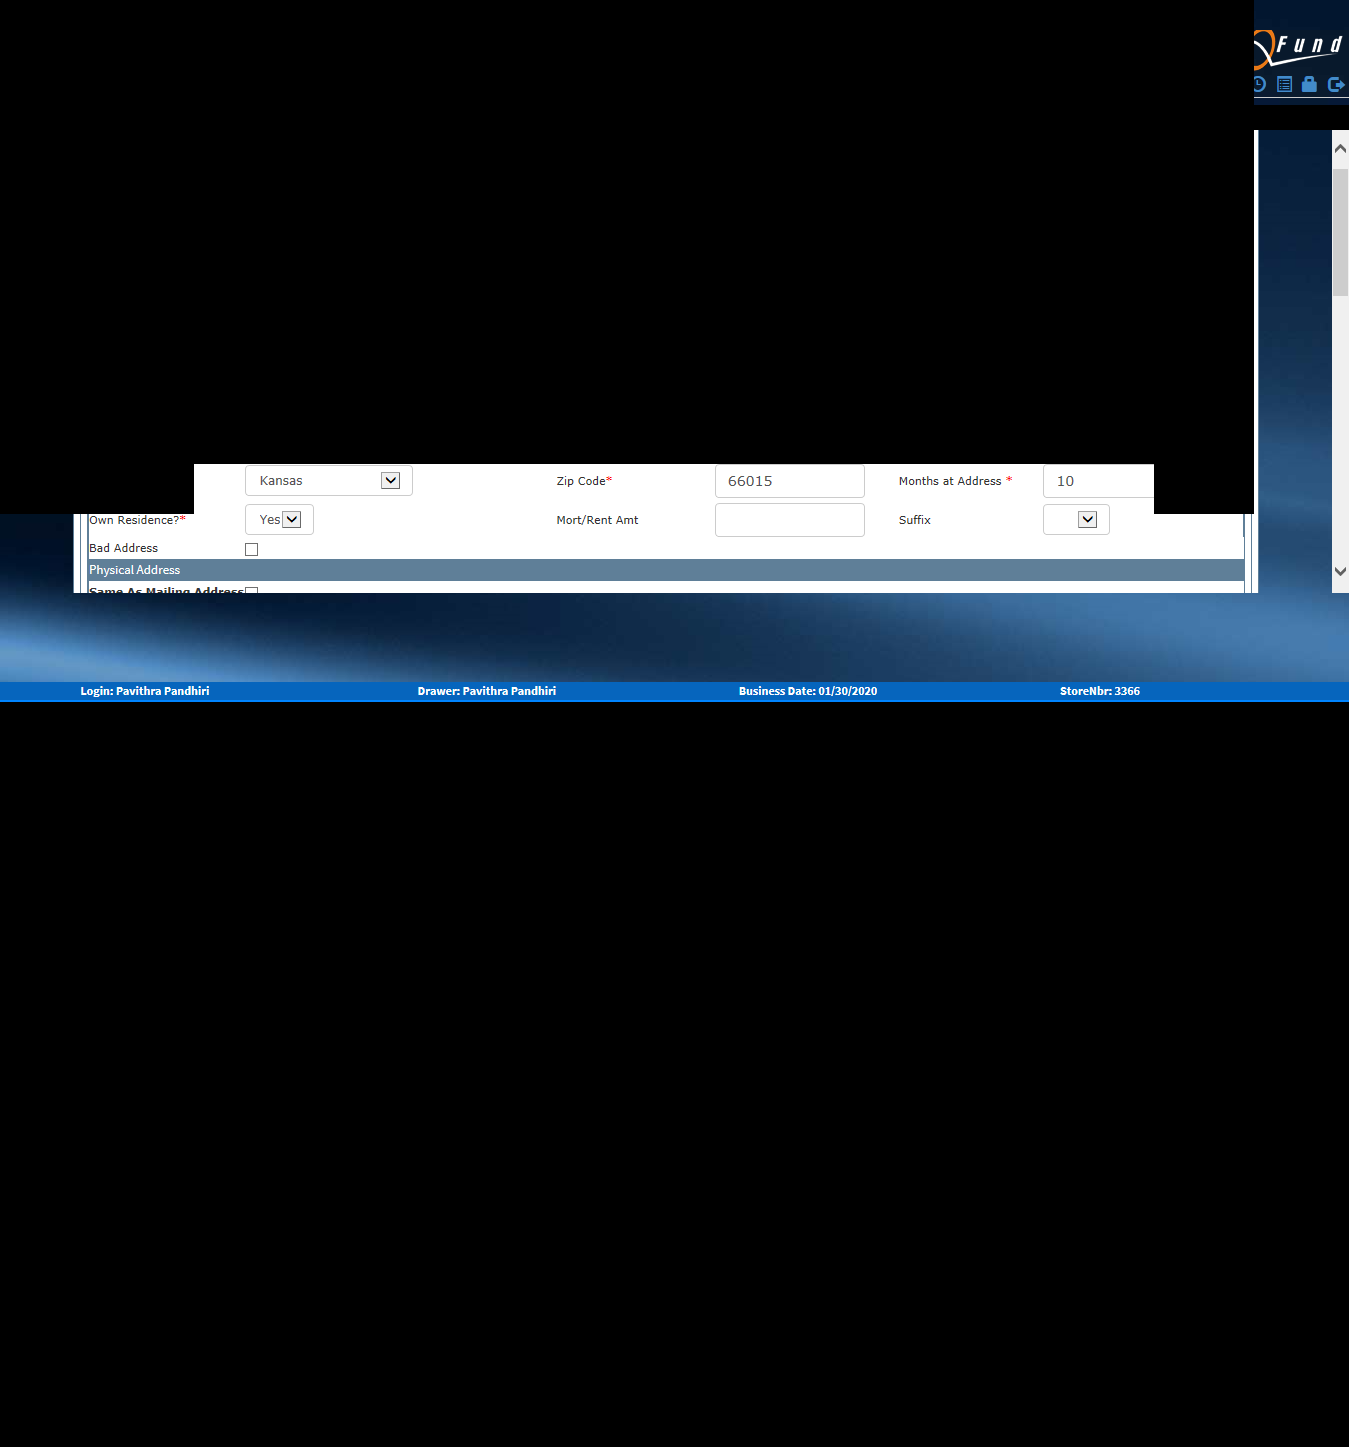 Fund
Kansas Zip Code* 66015 Months at Address * 10
Own Residence?* Yes Mort/Rent Amt Suffix
Bad Address
Physical Address
Same As Mailing Address
Login: Pavithra Pandhiri Drawer: Pavithra Pandhiri Business Date: 01/30/2020 StoreNbr: 3366